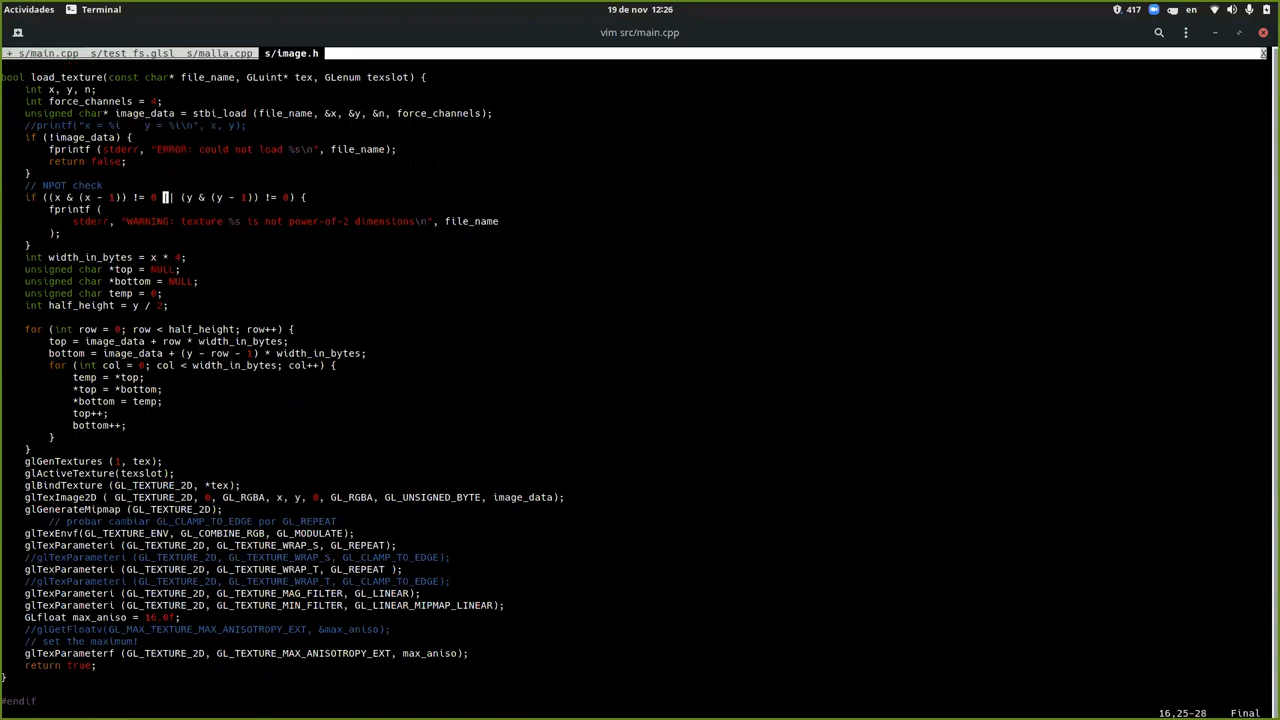 Actividades Terminal 19 de nov 12:26 417 en
vim src/main.cpp
+ s/main.cpp s/test_fs.glsl s/malla.cpp s/image.h X
bool load_texture(const char* file_name, GLuint* tex, GLenum texslot) {
    int x, y, n;
    int force_channels = 4;
    unsigned char* image_data = stbi_load (file_name, &x, &y, &n, force_channels);
    //printf("x = %i    y = %i\n", x, y);
    if (!image_data) {
        fprintf (stderr, "ERROR: could not load %s\n", file_name);
        return false;
    }
    // NPOT check
    if ((x & (x - 1)) != 0 || (y & (y - 1)) != 0) {
        fprintf (
            stderr, "WARNING: texture %s is not power-of-2 dimensions\n", file_name
        );
    }
    int width_in_bytes = x * 4;
    unsigned char *top = NULL;
    unsigned char *bottom = NULL;
    unsigned char temp = 0;
    int half_height = y / 2;
    for (int row = 0; row < half_height; row++) {
        top = image_data + row * width_in_bytes;
        bottom = image_data + (y - row - 1) * width_in_bytes;
        for (int col = 0; col < width_in_bytes; col++) {
            temp = *top;
            *top = *bottom;
            *bottom = temp;
            top++;
            bottom++;
        }
    }
    glGenTextures (1, tex);
    glActiveTexture(texslot);
    glBindTexture (GL_TEXTURE_2D, *tex);
    glTexImage2D ( GL_TEXTURE_2D, 0, GL_RGBA, x, y, 0, GL_RGBA, GL_UNSIGNED_BYTE, image_data);
    glGenerateMipmap (GL_TEXTURE_2D);
        // probar cambiar GL_CLAMP_TO_EDGE por GL_REPEAT
    glTexEnvf(GL_TEXTURE_ENV, GL_COMBINE_RGB, GL_MODULATE);
    glTexParameteri (GL_TEXTURE_2D, GL_TEXTURE_WRAP_S, GL_REPEAT);
    //glTexParameteri (GL_TEXTURE_2D, GL_TEXTURE_WRAP_S, GL_CLAMP_TO_EDGE);
    glTexParameteri (GL_TEXTURE_2D, GL_TEXTURE_WRAP_T, GL_REPEAT );
    //glTexParameteri (GL_TEXTURE_2D, GL_TEXTURE_WRAP_T, GL_CLAMP_TO_EDGE);
    glTexParameteri (GL_TEXTURE_2D, GL_TEXTURE_MAG_FILTER, GL_LINEAR);
    glTexParameteri (GL_TEXTURE_2D, GL_TEXTURE_MIN_FILTER, GL_LINEAR_MIPMAP_LINEAR);
    GLfloat max_aniso = 16.0f;
    //glGetFloatv(GL_MAX_TEXTURE_MAX_ANISOTROPY_EXT, &max_aniso);
    // set the maximum!
    glTexParameterf (GL_TEXTURE_2D, GL_TEXTURE_MAX_ANISOTROPY_EXT, max_aniso);
    return true;
}
#endif
16,25-28 Final